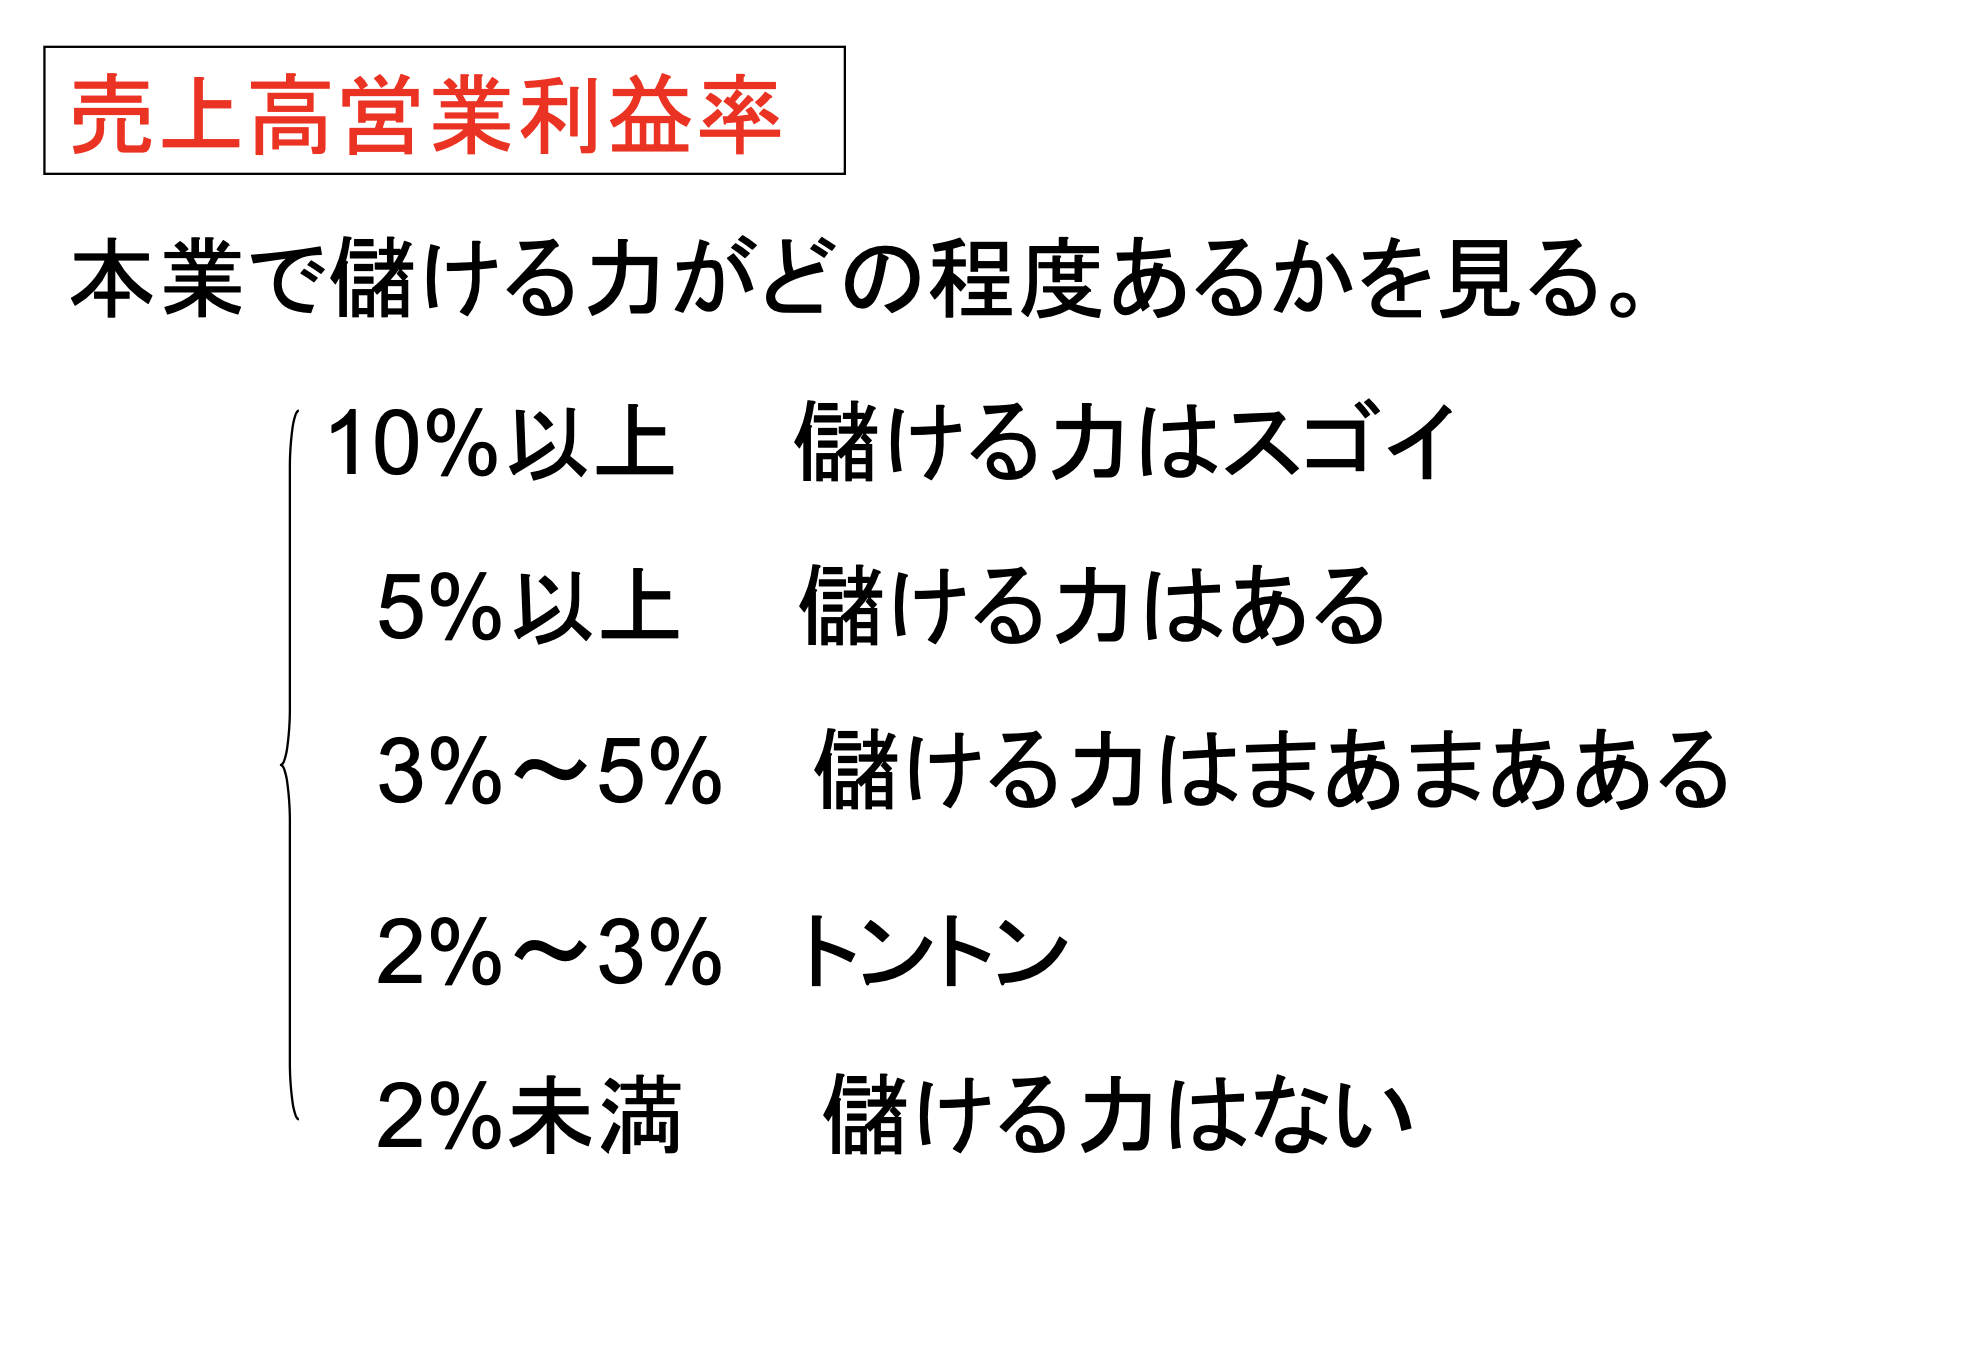 売上高営業利益率
本業で儲ける力がどの程度あるかを見る。
10%以上 儲ける力はスゴイ
5%以上 儲ける力はある
3%～5% 儲ける力はまあまあある
2%～3% トントン
2%未満 儲ける力はない